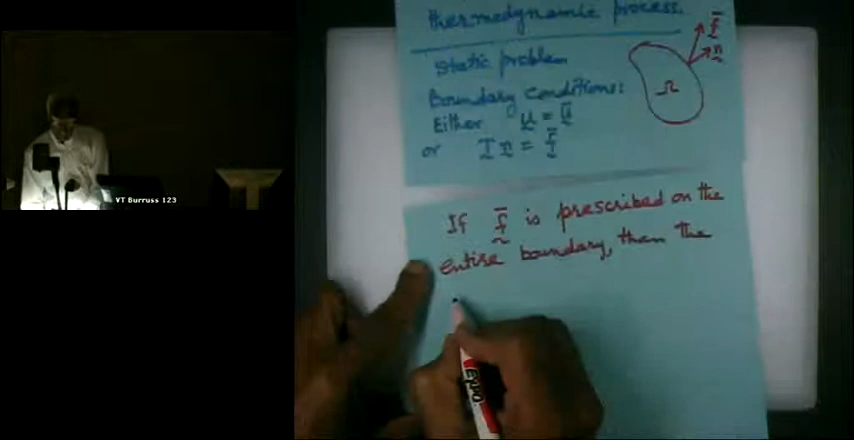 thermodynamic process.
Static problem
Boundary conditions:
Either u = ū
or T n = f̄
f̄
n
Ω
If f̄ is prescribed on the
entire boundary, then the
VT Burruss 123
EXPO